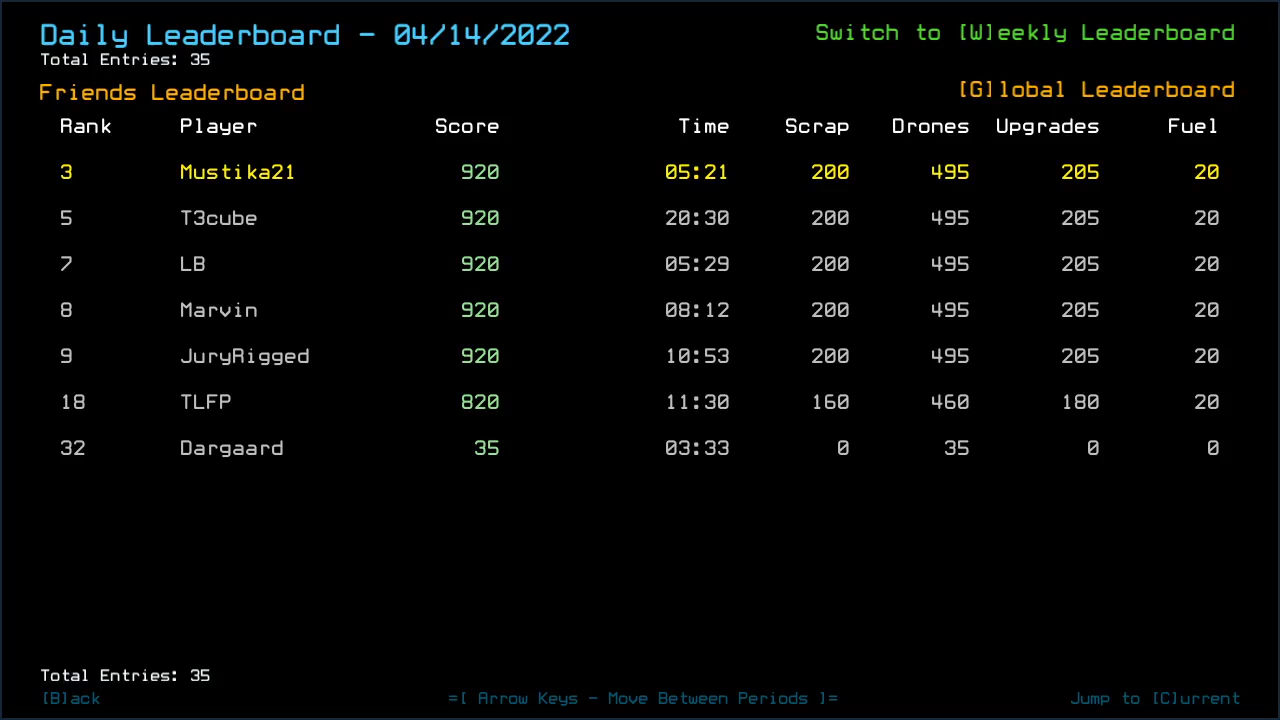 Daily Leaderboard - 04/14/2022 Switch to [W]eekly Leaderboard
Total Entries: 35
Friends Leaderboard [G]lobal Leaderboard
Rank Player Score Time Scrap Drones Upgrades Fuel
3 Mustika21 920 05:21 200 495 205 20
5 T3cube 920 20:30 200 495 205 20
7 LB 920 05:29 200 495 205 20
8 Marvin 920 08:12 200 495 205 20
9 JuryRigged 920 10:53 200 495 205 20
18 TLFP 820 11:30 160 460 180 20
32 Dargaard 35 03:33 0 35 0 0
Total Entries: 35
[B]ack =[ Arrow Keys - Move Between Periods ]= Jump to [C]urrent